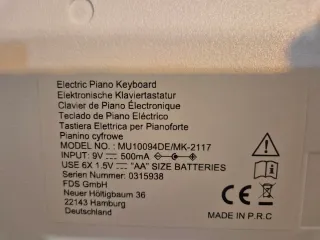 Electric Piano Keyboard
Elektronische Klaviertastatur
Clavier de Piano Électronique
Teclado de Piano Eléctrico
Tastiera Elettrica per Pianoforte
Pianino cyfrowe
MODEL NO. : MU10094DE/MK-2117
INPUT: 9V⎓500mA
USE 6X 1.5V⎓"AA" SIZE BATTERIES
Seriennummer: 0315938
FDS GmbH
Neuer Höltigbaum 36
22143 Hamburg
Deutschland
CE
Made in P.R.C